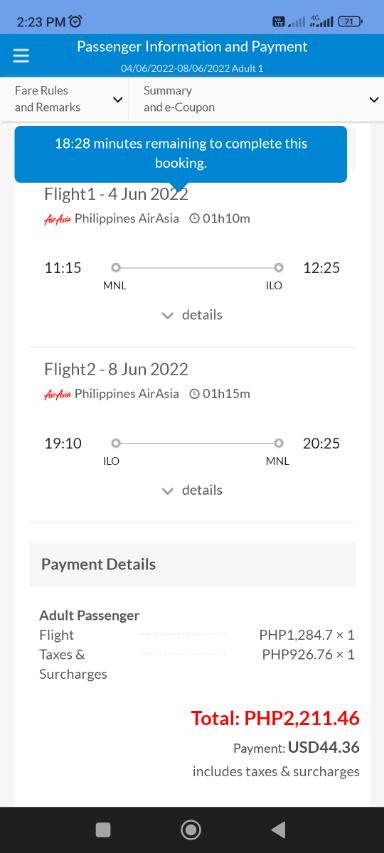 2:23 PM
4G
71
Passenger Information and Payment
04/06/2022-08/06/2022 Adult 1
Fare Rules
and Remarks
Summary
and e-Coupon
18:28 minutes remaining to complete this
booking.
Flight1 - 4 Jun 2022
AirAsia Philippines AirAsia 01h10m
11:15 12:25
MNL ILO
details
Flight2 - 8 Jun 2022
AirAsia Philippines AirAsia 01h15m
19:10 20:25
ILO MNL
details
Payment Details
Adult Passenger
Flight PHP1,284.7 × 1
Taxes & PHP926.76 × 1
Surcharges
Total: PHP2,211.46
Payment: USD44.36
includes taxes & surcharges